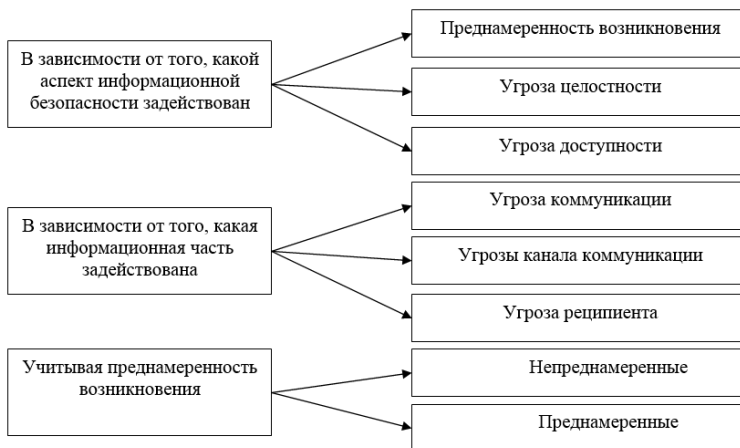 В зависимости от того, какой
аспект информационной
безопасности задействован
Преднамеренность возникновения
Угроза целостности
Угроза доступности
В зависимости от того, какая
информационная часть
задействована
Угроза коммуникации
Угрозы канала коммуникации
Угроза реципиента
Учитывая преднамеренность
возникновения
Непреднамеренные
Преднамеренные